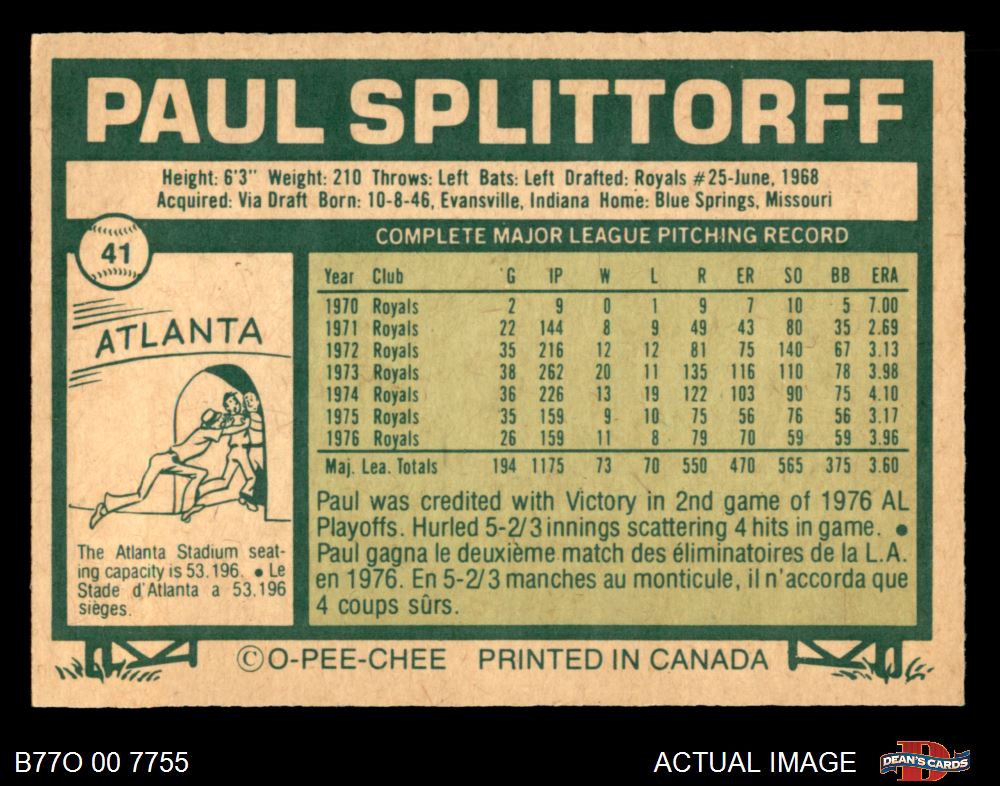 PAUL SPLITTORFF
Height: 6'3" Weight: 210 Throws: Left Bats: Left Drafted: Royals #25-June, 1968
Acquired: Via Draft Born: 10-8-46, Evansville, Indiana Home: Blue Springs, Missouri
41
COMPLETE MAJOR LEAGUE PITCHING RECORD
Year Club G IP W L R ER SO BB ERA
1970 Royals 2 9 0 1 9 7 10 5 7.00
1971 Royals 22 144 8 9 49 43 80 35 2.69
1972 Royals 35 216 12 12 81 75 140 67 3.13
1973 Royals 38 262 20 11 135 116 110 78 3.98
1974 Royals 36 226 13 19 122 103 90 75 4.10
1975 Royals 35 159 9 10 75 56 76 56 3.17
1976 Royals 26 159 11 8 79 70 59 59 3.96
Maj. Lea. Totals 194 1175 73 70 550 470 565 375 3.60
ATLANTA
The Atlanta Stadium seat-
ing capacity is 53.196. • Le
Stade d'Atlanta a 53.196
sièges.
Paul was credited with Victory in 2nd game of 1976 AL
Playoffs. Hurled 5-2/3 innings scattering 4 hits in game. •
Paul gagna le deuxième match des éliminatoires de la L.A.
en 1976. En 5-2/3 manches au monticule, il n'accorda que
4 coups sûrs.
© O-PEE-CHEE PRINTED IN CANADA
B77O 00 7755
ACTUAL IMAGE
D
DEAN'S CARDS